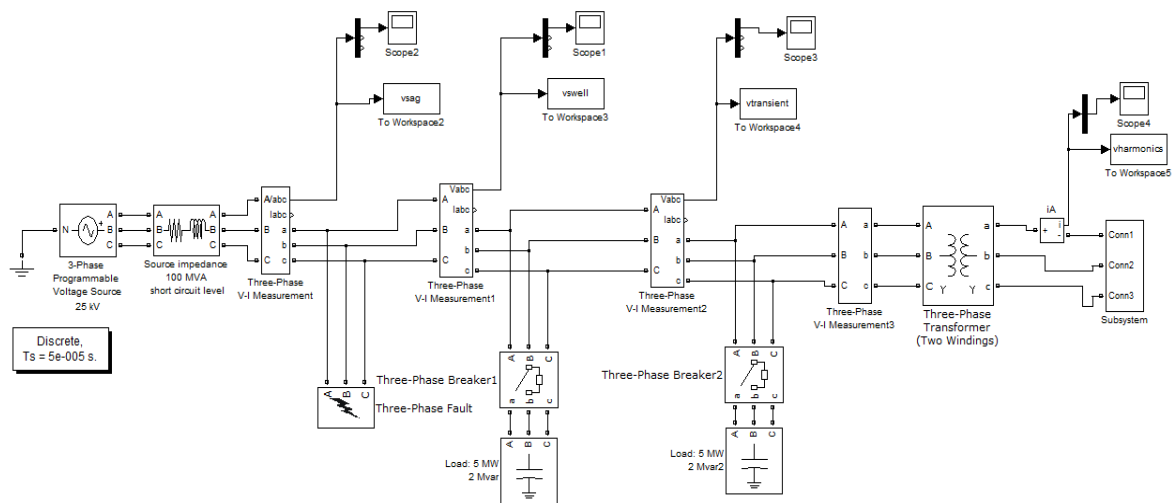 Scope2
Scope1
Scope3
Scope4
vsag
To Workspace2
vswell
To Workspace3
vtransient
To Workspace4
vharmonics
To Workspace5
N
+
A
B
C
3-Phase
Programmable
Voltage Source
25 kV
A
B
C
A
B
C
Source impedance
100 MVA
short circuit level
A
B
C
Vabc
Iabc
a
b
c
Three-Phase
V-I Measurement
A
B
C
Vabc
Iabc
a
b
c
Three-Phase
V-I Measurement1
A
B
C
Vabc
Iabc
a
b
c
Three-Phase
V-I Measurement2
A
B
C
a
b
c
Three-Phase
V-I Measurement3
A
B
C
Y
Y
a
b
c
Three-Phase
Transformer
(Two Windings)
iA
+
i
-
Conn1
Conn2
Conn3
Subsystem
Discrete,
Ts = 5e-005 s.
A
B
C
Three-Phase Fault
Three-Phase Breaker1
A
B
C
a
b
c
A
B
C
Load: 5 MW
2 Mvar
Three-Phase Breaker2
A
B
C
a
b
c
A
B
C
Load: 5 MW
2 Mvar2